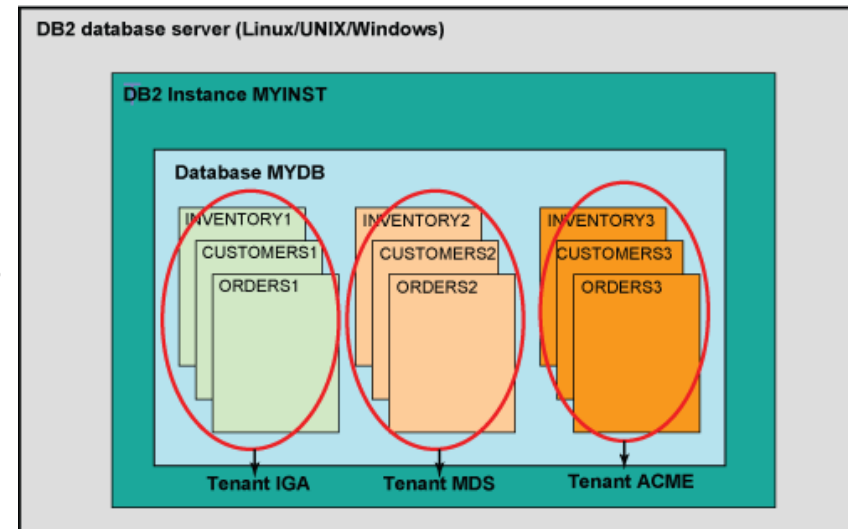 DB2 database server (Linux/UNIX/Windows)
DB2 Instance MYINST
Database MYDB
INVENTORY1
CUSTOMERS1
ORDERS1
INVENTORY2
CUSTOMERS2
ORDERS2
INVENTORY3
CUSTOMERS3
ORDERS3
Tenant IGA
Tenant MDS
Tenant ACME